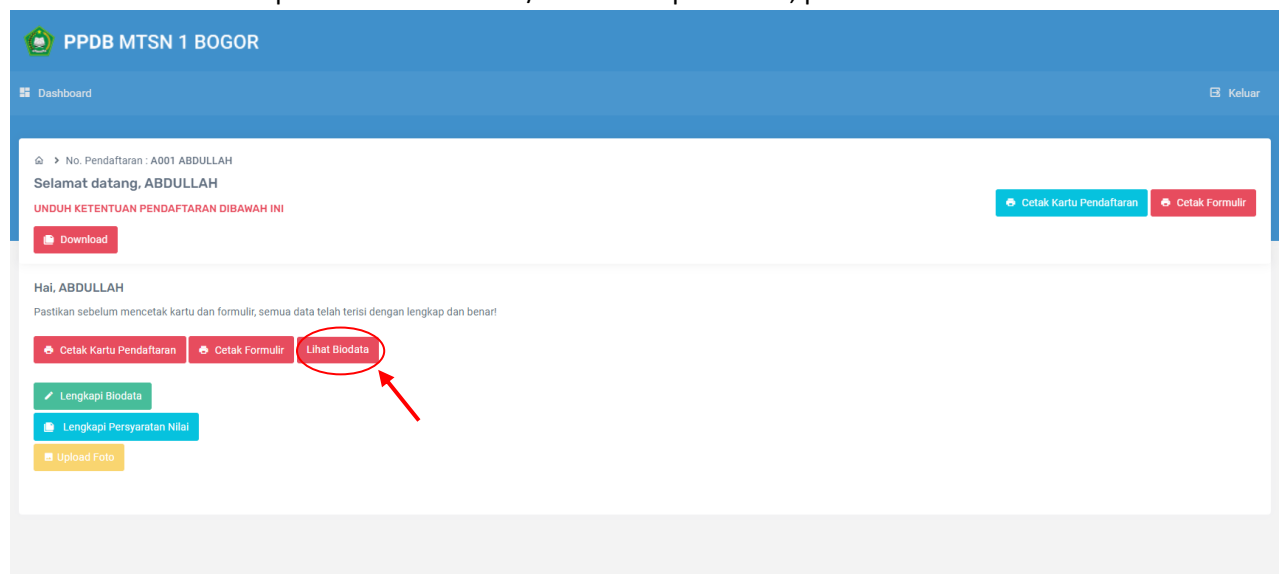 PPDB MTSN 1 BOGOR
Dashboard
Keluar
No. Pendaftaran : A001 ABDULLAH
Selamat datang, ABDULLAH
UNDUH KETENTUAN PENDAFTARAN DIBAWAH INI
Cetak Kartu Pendaftaran Cetak Formulir
Download
Hai, ABDULLAH
Pastikan sebelum mencetak kartu dan formulir, semua data telah terisi dengan lengkap dan benar!
Cetak Kartu Pendaftaran Cetak Formulir Lihat Biodata
Lengkapi Biodata
Lengkapi Persyaratan Nilai
Upload Foto